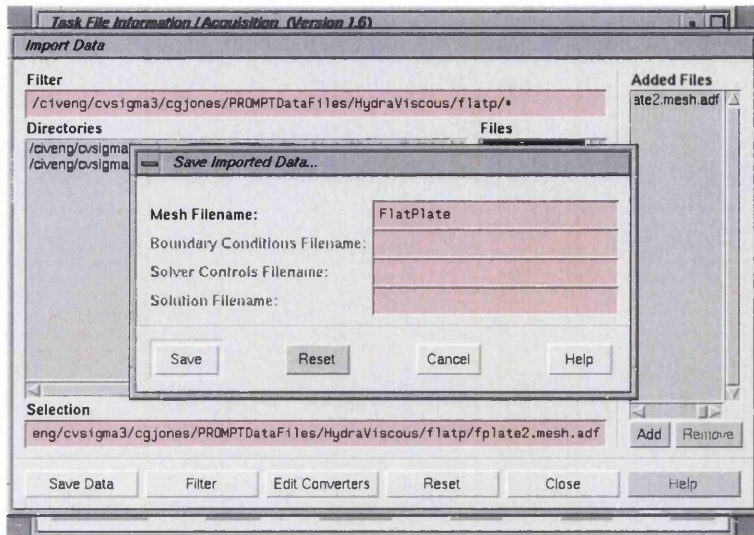 Task File Information / Acquisition (Version 1.6)
Import Data
Filter
/civeng/cvsigma3/cgjones/PROMPTDataFiles/HydraViscous/flatp/*
Added Files
ate2.mesh.adf
Directories
Files
/civeng/cvsigma
/civeng/cvsigma
Save Imported Data...
Mesh Filename:
FlatPlate
Boundary Conditions Filename:
Solver Controls Filename:
Solution Filename:
Save
Reset
Cancel
Help
Selection
eng/cvsigma3/cgjones/PROMPTDataFiles/HydraViscous/flatp/fplate2.mesh.adf
Add
Remove
Save Data
Filter
Edit Converters
Reset
Close
Help